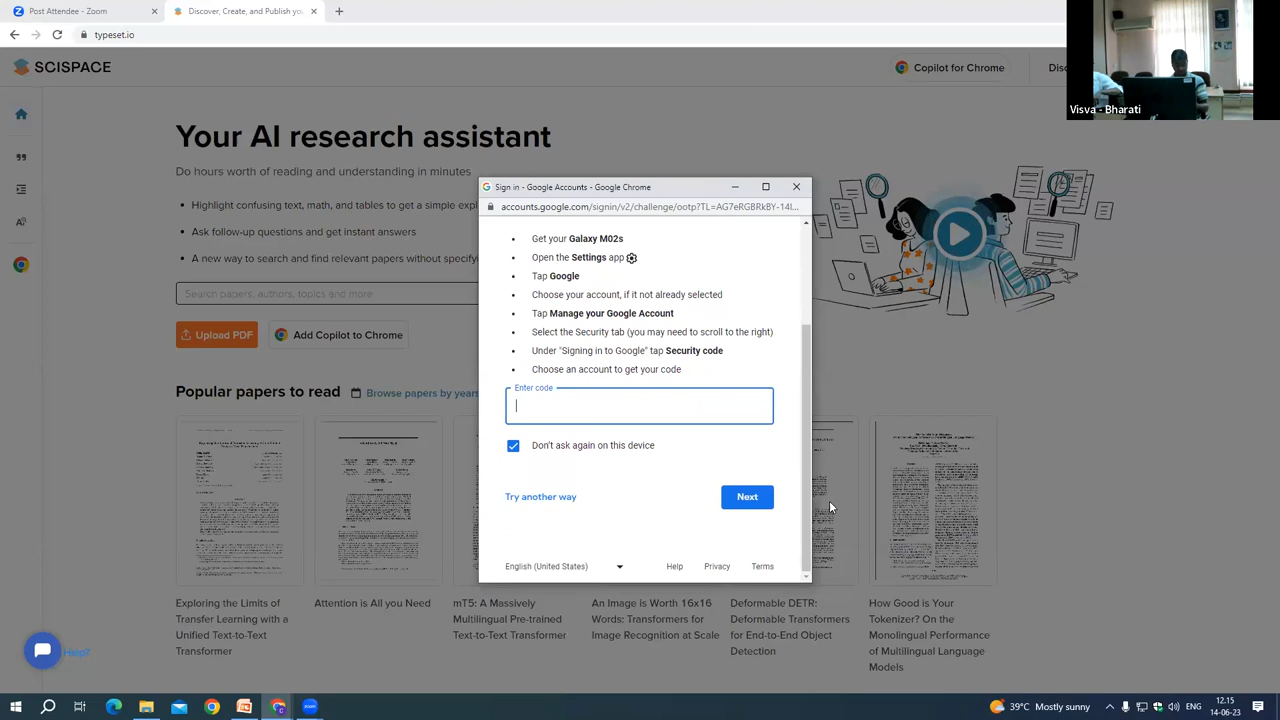 Post Attendee - Zoom
Discover, Create, and Publish you
typeset.io
SCISPACE
Copilot for Chrome
Disc
Visva - Bharati
Your AI research assistant
Do hours worth of reading and understanding in minutes
Highlight confusing text, math, and tables to get a simple expl
Ask follow-up questions and get instant answers
A new way to search and find relevant papers without specifyi
Search papers, authors, topics and more
Upload PDF
Add Copilot to Chrome
Popular papers to read
Browse papers by years
Sign in - Google Accounts - Google Chrome
accounts.google.com/signin/v2/challenge/ootp?TL=AG7eRGBRkBY-14l...
Get your Galaxy M02s
Open the Settings app
Tap Google
Choose your account, if it not already selected
Tap Manage your Google Account
Select the Security tab (you may need to scroll to the right)
Under "Signing in to Google" tap Security code
Choose an account to get your code
Enter code
Don't ask again on this device
Try another way
Next
English (United States)
Help
Privacy
Terms
Exploring the Limits of
Transfer Learning with a
Unified Text-to-Text
Transformer
Attention is All you Need
mT5: A Massively
Multilingual Pre-trained
Text-to-Text Transformer
An Image is Worth 16x16
Words: Transformers for
Image Recognition at Scale
Deformable DETR:
Deformable Transformers
for End-to-End Object
Detection
How Good is Your
Tokenizer? On the
Monolingual Performance
of Multilingual Language
Models
Help?
39°C Mostly sunny
ENG
12.15
14-06-23